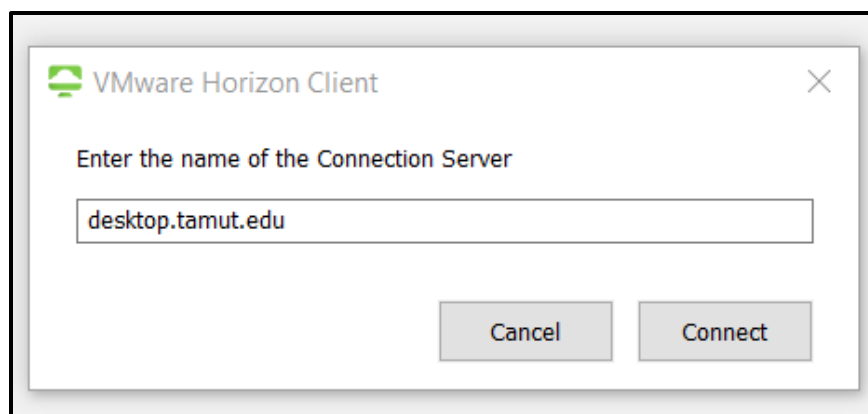 VMware Horizon Client
Enter the name of the Connection Server
desktop.tamut.edu
Cancel Connect